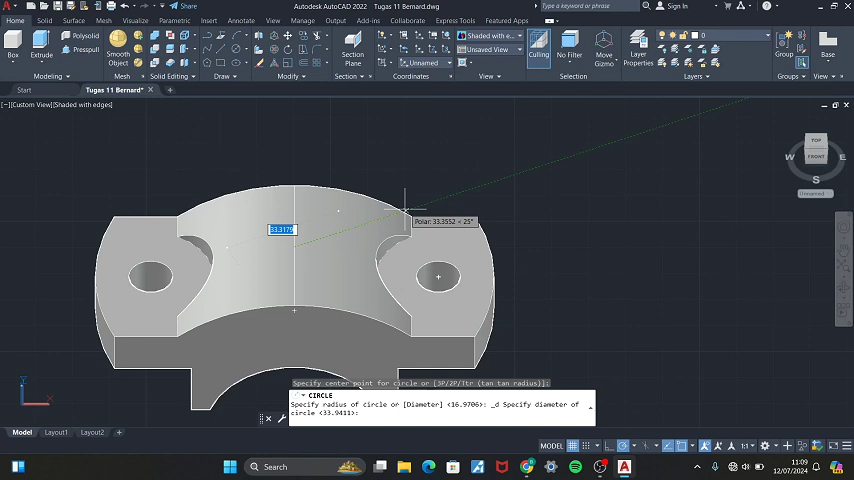 Share
Autodesk AutoCAD 2022 Tugas 11 Bernard.dwg
Type a keyword or phrase
Sign In
Home Solid Surface Mesh Visualize Parametric Insert Annotate View Manage Output Add-ins Collaborate Express Tools Featured Apps
Box Extrude Polysolid Presspull Smooth Object Section Plane Shaded with e... Unsaved View Unnamed Culling No Filter Move Gizmo Layer Properties 0 Group Base
Modeling Mesh Solid Editing Draw Modify Section Coordinates View Selection Layers Groups View
Start Tugas 11 Bernard*
[−][Custom View][Shaded with edges]
TOP
FRONT
W E
S
Unnamed
Polar: 33.3552 < 25°
33.3179
Specify center point for circle or [3P/2P/Ttr (tan tan radius)]:
CIRCLE
Specify radius of circle or [Diameter] <16.9706>: _d Specify diameter of
circle <33.9411>:
Model Layout1 Layout2
MODEL 1:1
Search
11:09
12/07/2024